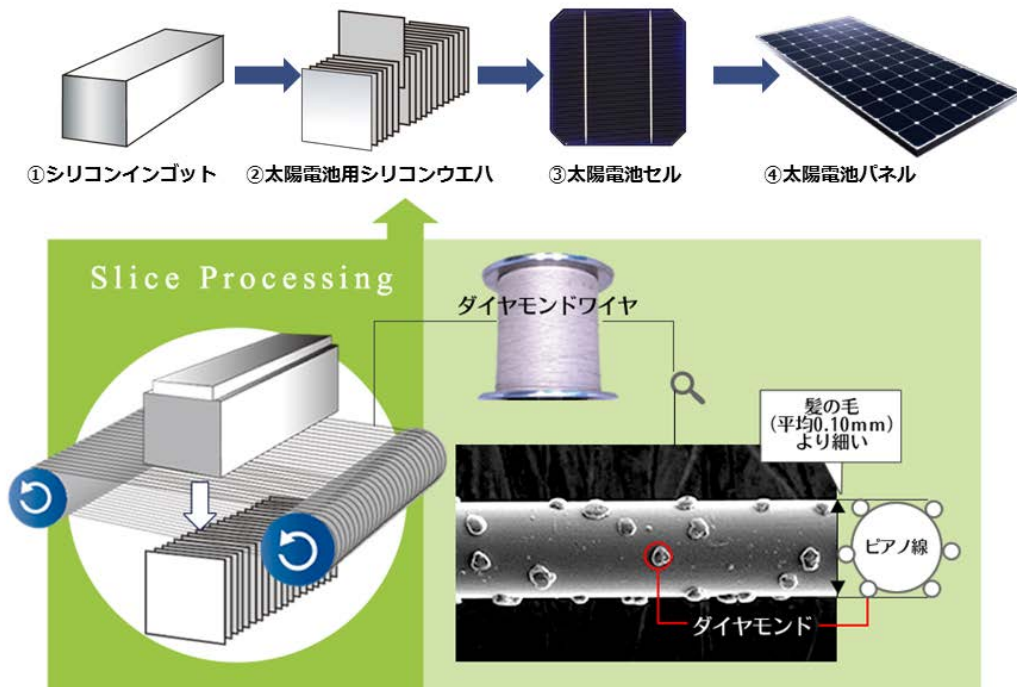 ①シリコンインゴット
②太陽電池用シリコンウエハ
③太陽電池セル
④太陽電池パネル
Slice Processing
ダイヤモンドワイヤ
髪の毛
(平均0.10mm)
より細い
ピアノ線
ダイヤモンド